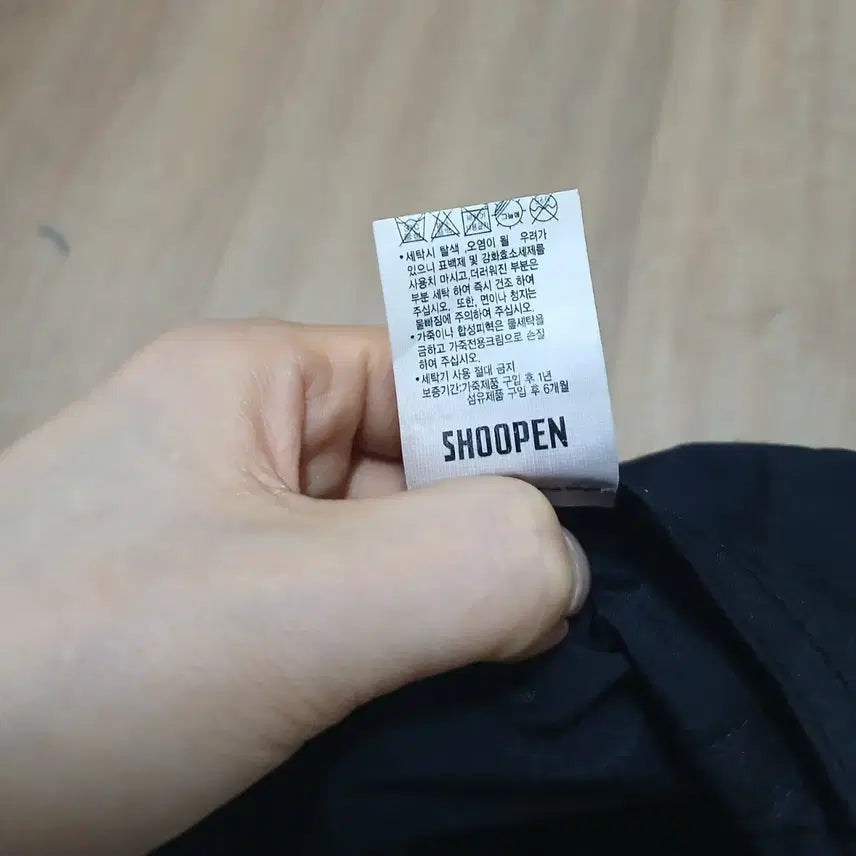 그늘에
•세탁시 탈색 ,오염이 될 우려가
있으니 표백제 및 강화효소세제를
사용치 마시고,더러워진 부분은
부분 세탁 하여 즉시 건조 하여
주십시오. 또한, 면이나 청지는
물빠짐에 주의하여 주십시오.
•가죽이나 합성피혁은 물세탁을
금하고 가죽전용크림으로 손질
하여 주십시오.
•세탁기 사용 절대 금지
보증기간:가죽제품 구입 후 1년
섬유제품 구입 후 6개월
SHOOPEN